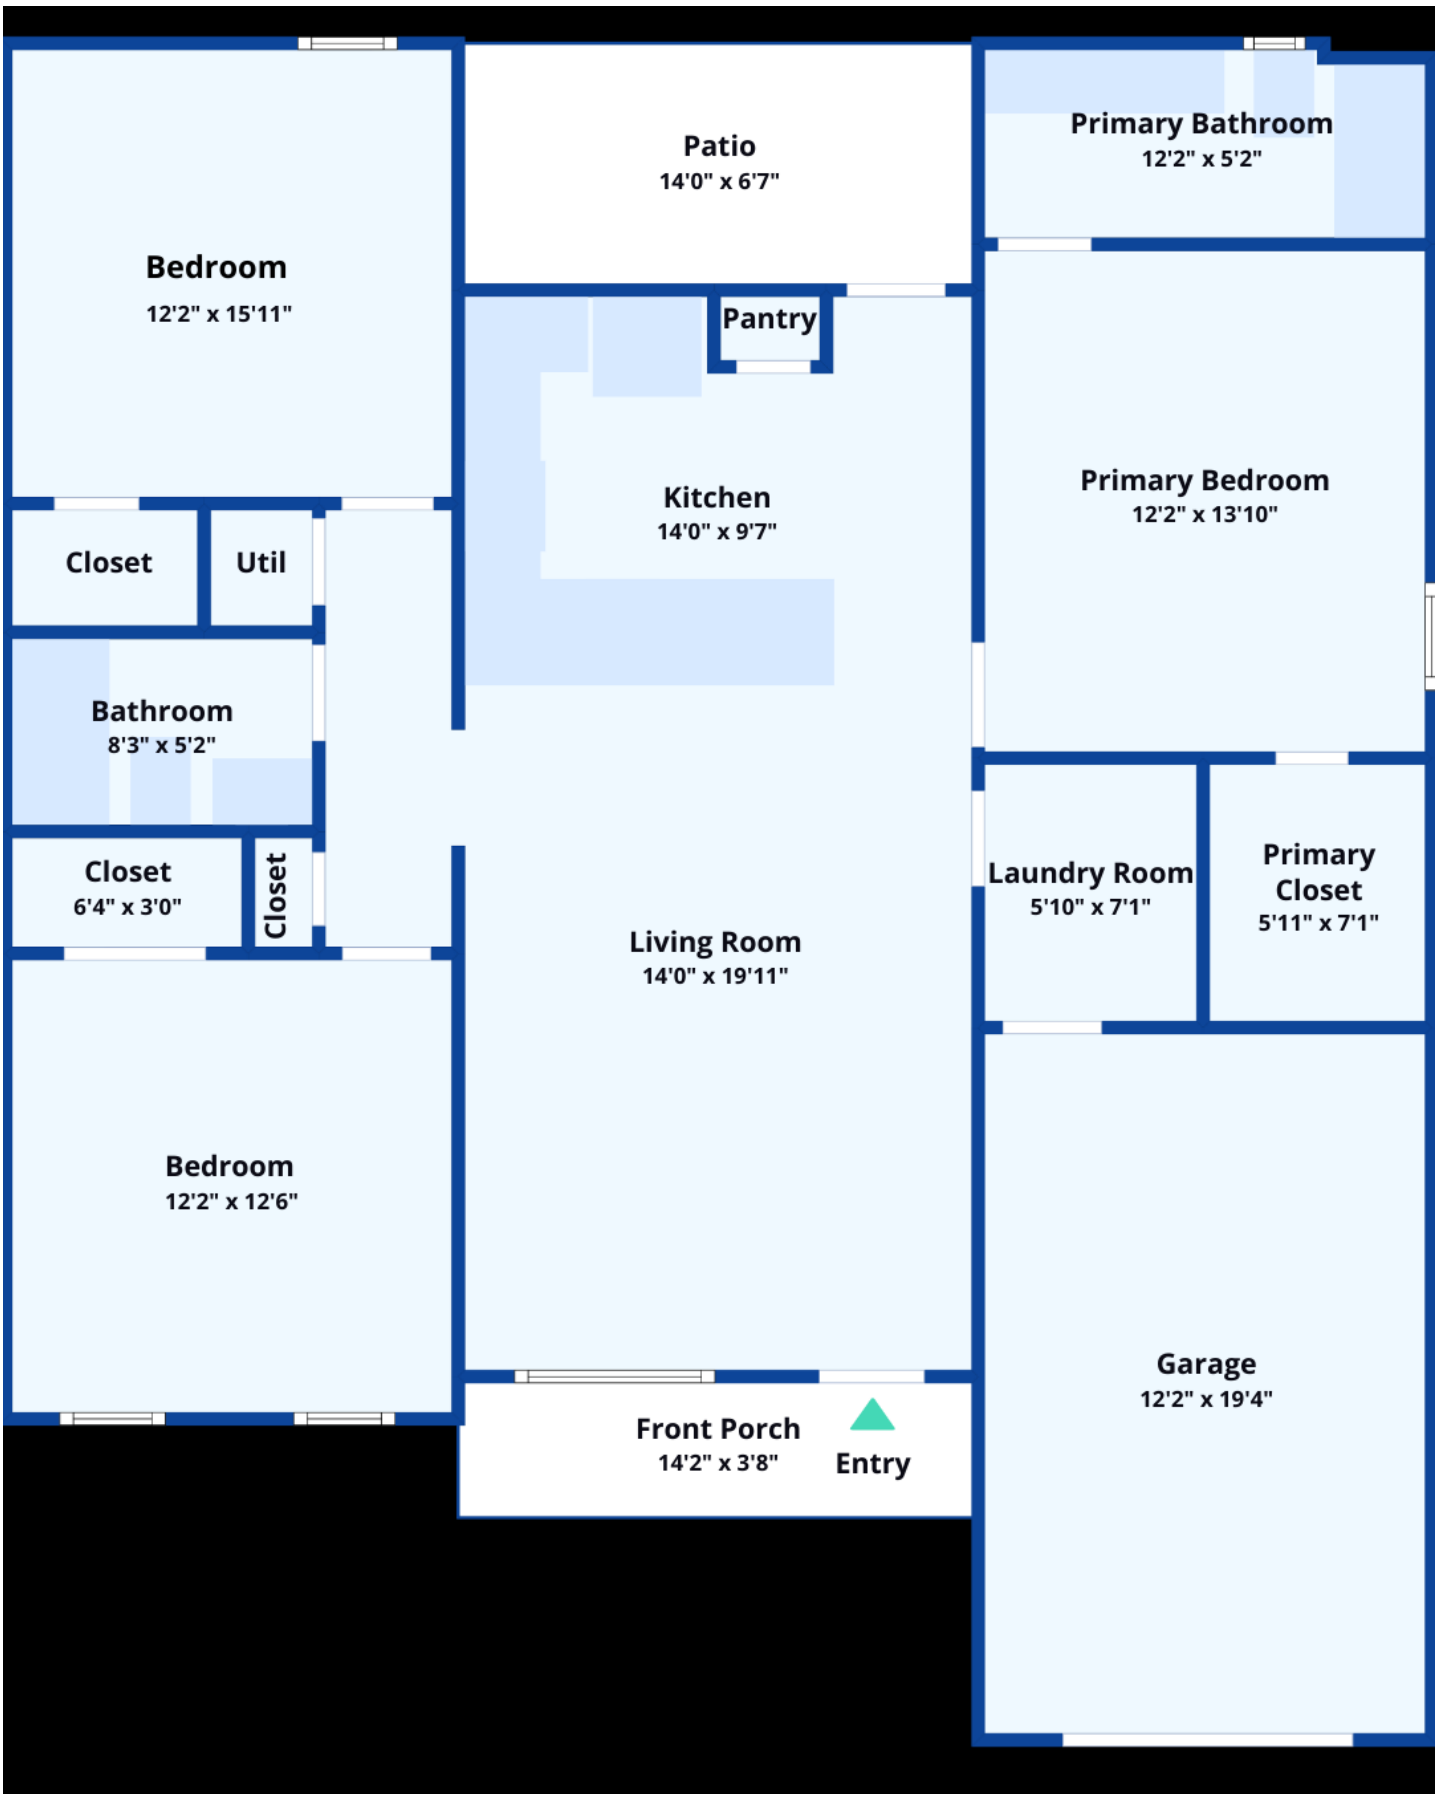 Patio
14'0" x 6'7"
Primary Bathroom
12'2" x 5'2"
Bedroom
12'2" x 15'11"
Pantry
Kitchen
14'0" x 9'7"
Primary Bedroom
12'2" x 13'10"
Closet
Util
Bathroom
8'3" x 5'2"
Closet
6'4" x 3'0"
Closet
Laundry Room
5'10" x 7'1"
Primary
Closet
5'11" x 7'1"
Living Room
14'0" x 19'11"
Bedroom
12'2" x 12'6"
Garage
12'2" x 19'4"
Front Porch
14'2" x 3'8"
Entry